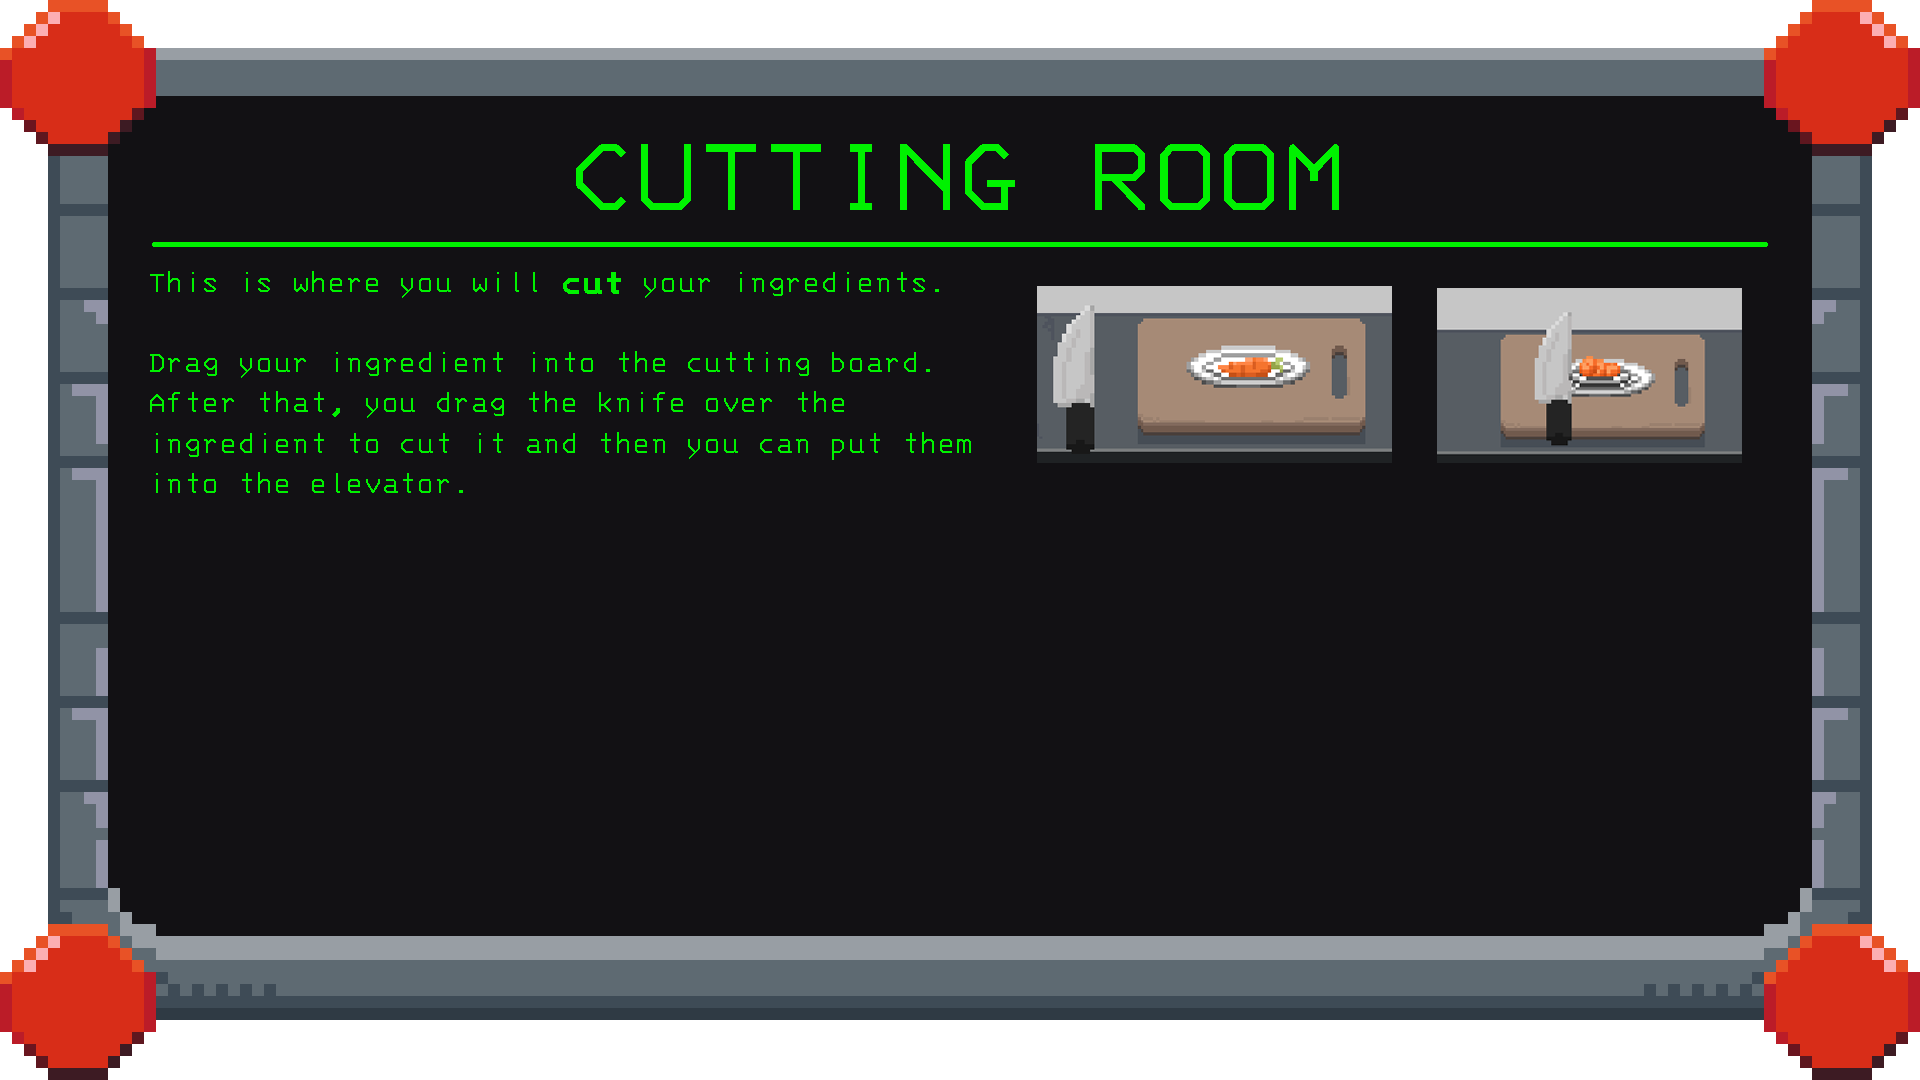 CUTTING ROOM
This is where you will cut your ingredients.
Drag your ingredient into the cutting board.
After that, you drag the knife over the
ingredient to cut it and then you can put them
into the elevator.